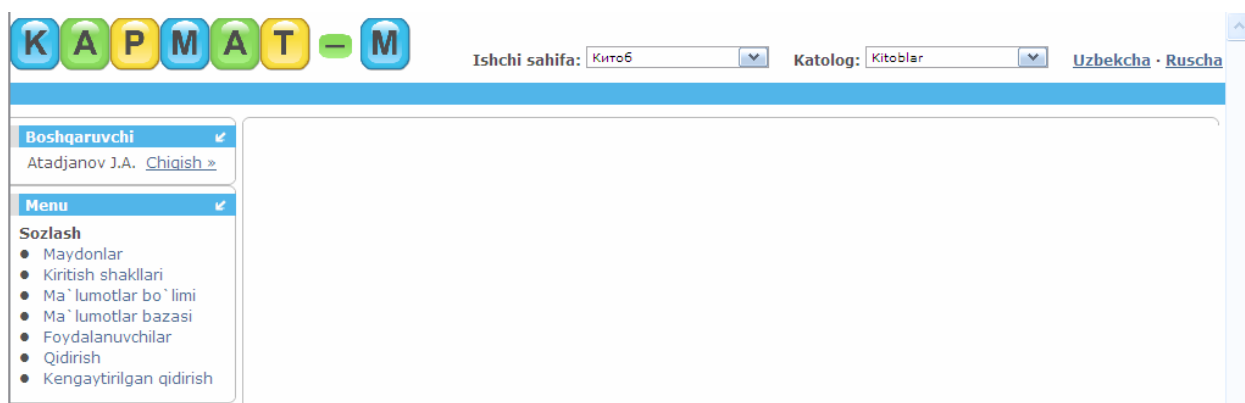 КАРМАТ-М
Ishchi sahifa: Китоб Katolog: Kitoblar Uzbekcha · Ruscha
Boshqaruvchi
Atadjanov J.A. Chiqish »
Menu
Sozlash
Maydonlar
Kiritish shakllari
Ma`lumotlar bo`limi
Ma`lumotlar bazasi
Foydalanuvchilar
Qidirish
Kengaytirilgan qidirish